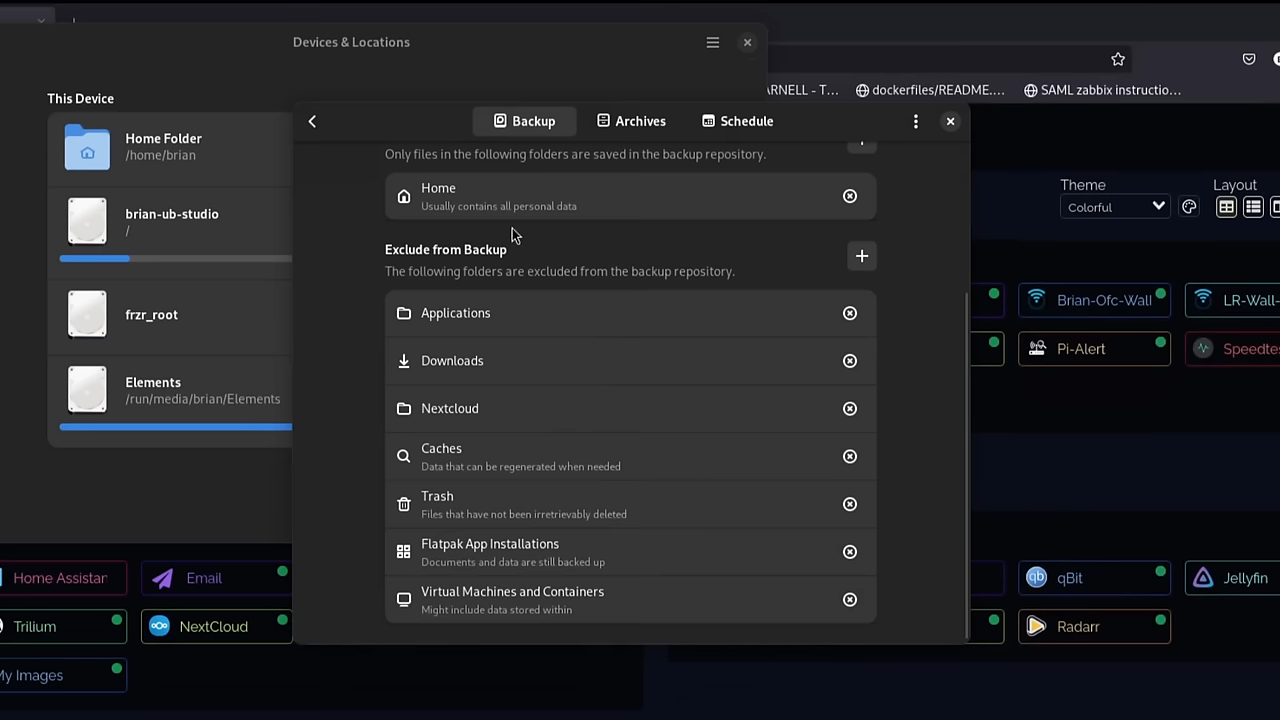 Devices & Locations
ARNELL - T...
dockerfiles/README....
SAML zabbix instructio...
This Device
Home Folder
/home/brian
brian-ub-studio
/
frzr_root
Elements
/run/media/brian/Elements
Backup
Archives
Schedule
Only files in the following folders are saved in the backup repository.
Home
Usually contains all personal data
Exclude from Backup
The following folders are excluded from the backup repository.
Applications
Downloads
Nextcloud
Caches
Data that can be regenerated when needed
Trash
Files that have not been irretrievably deleted
Flatpak App Installations
Documents and data are still backed up
Virtual Machines and Containers
Might include data stored within
Theme
Layout
Colorful
Brian-Ofc-Wall
LR-Wall-
Pi-Alert
Speedtes
Home Assistar
Email
qb
qBit
Jellyfin
Trilium
NextCloud
Radarr
My Images